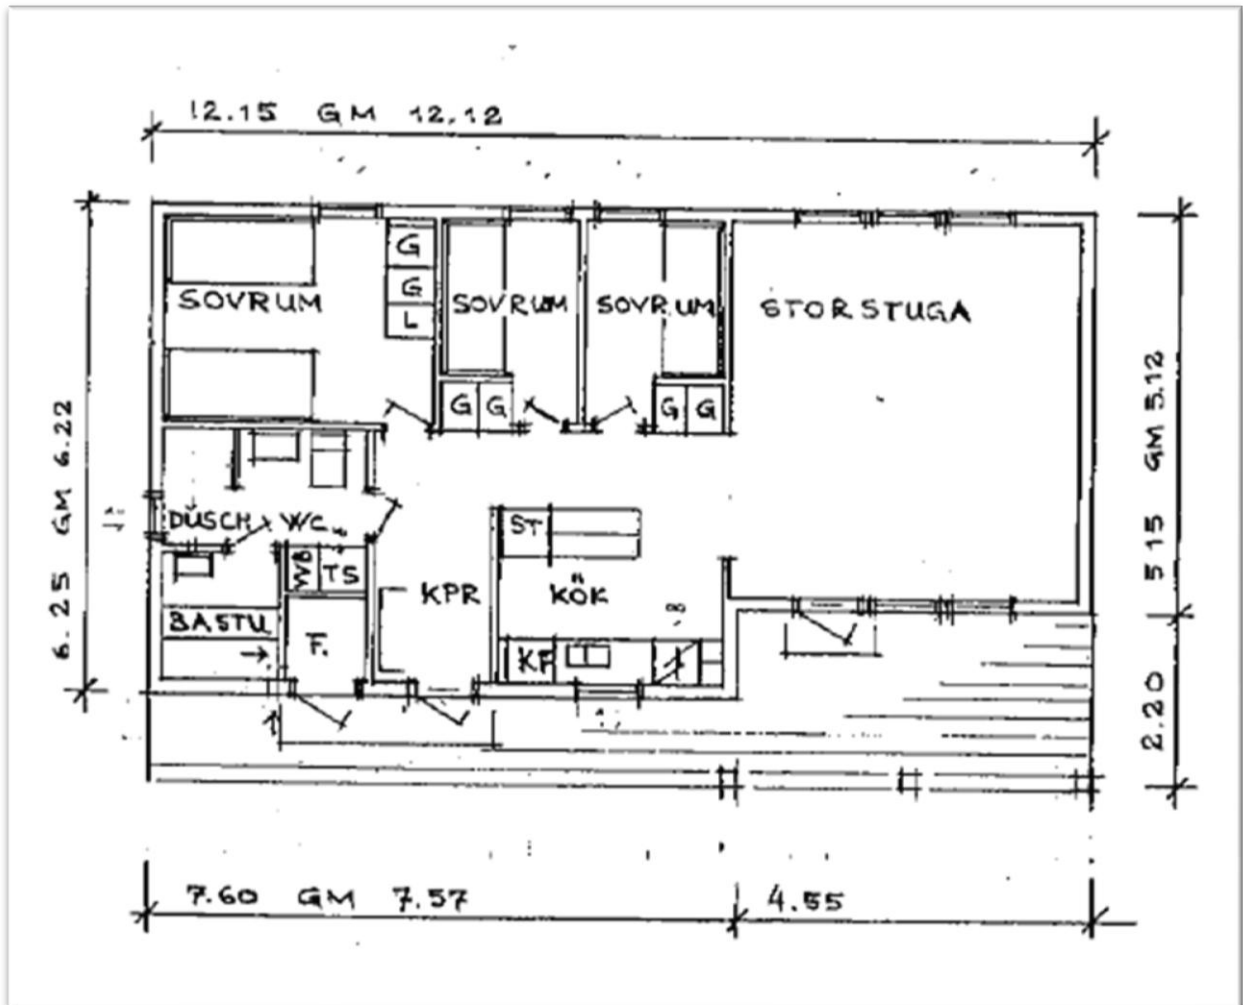 12.15 GM 12.12
G
G
L
SOVRUM
SOVRUM
SOVRUM
STORSTUGA
G G
G G
6.25 GM 6.22
5 15 GM 5.12
DUSCH WC
ST
WB TS
KPR
KÖK
BASTU
F.
KF
2.20
7.60 GM 7.57
4.55